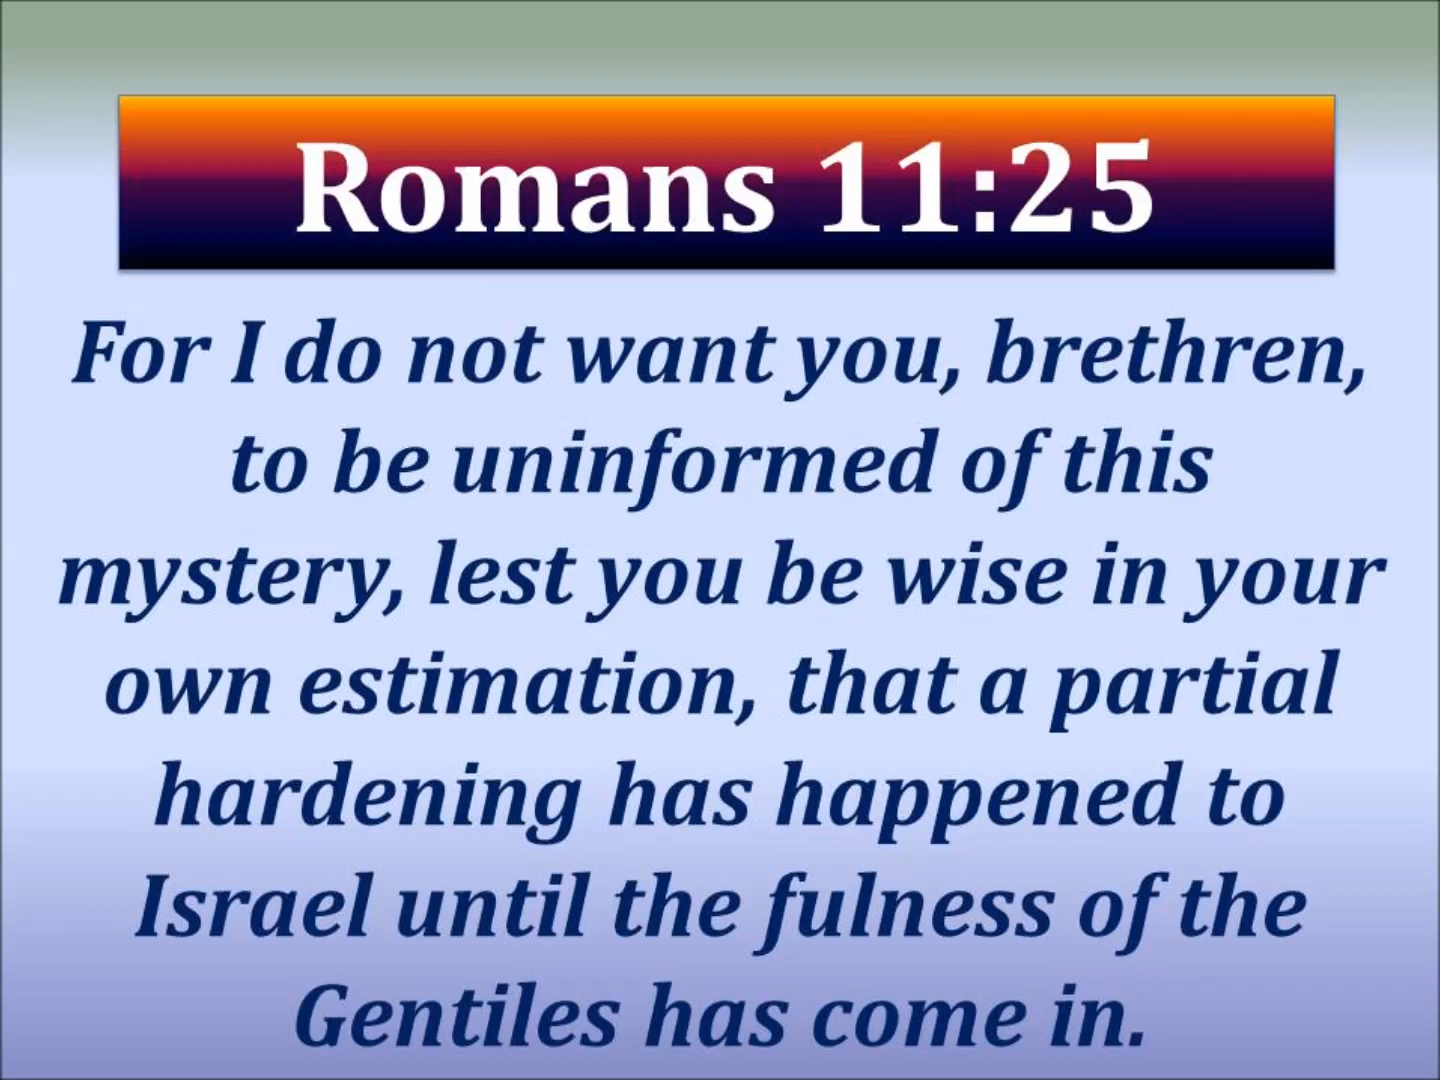 Romans 11:25
For I do not want you, brethren,
to be uninformed of this
mystery, lest you be wise in your
own estimation, that a partial
hardening has happened to
Israel until the fulness of the
Gentiles has come in.